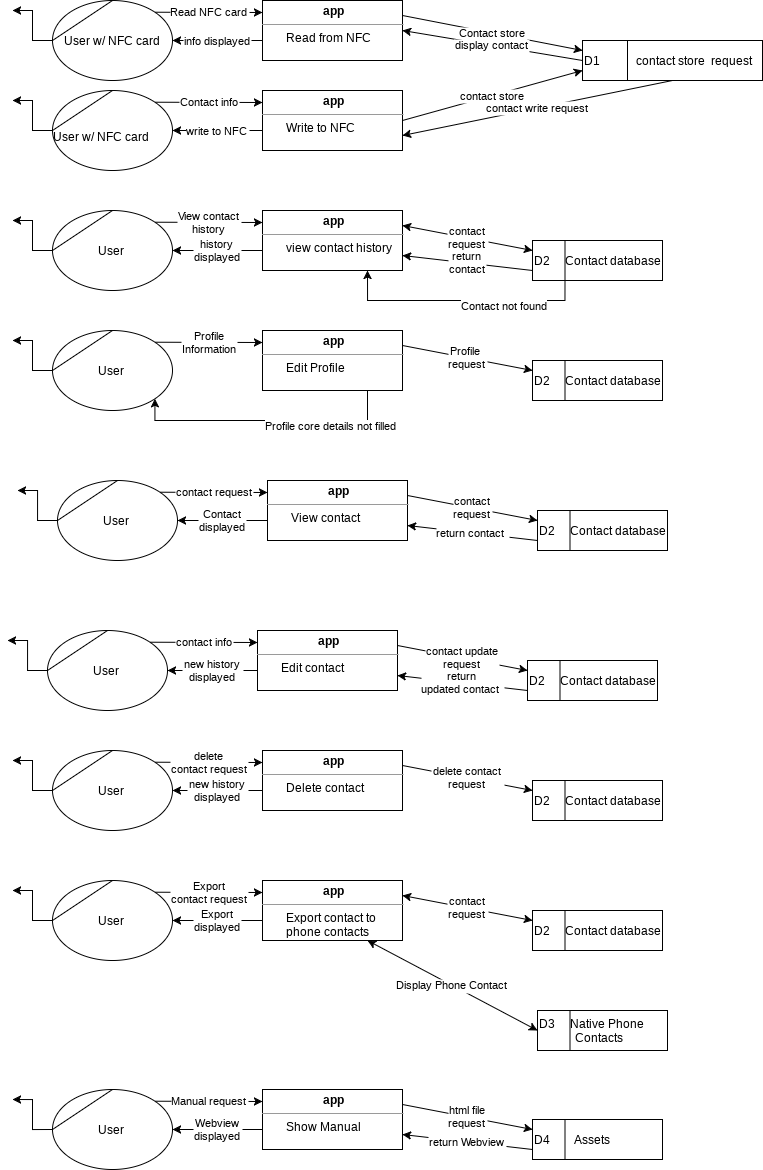 Read NFC card
app
User w/ NFC card
Read from NFC
info displayed
Contact store
display contact
D1
contact store  request
Contact info
app
User w/ NFC card
Write to NFC
write to NFC
contact store
contact write request
View contact
history
app
User
view contact history
history
displayed
contact
request
return
contact
D2
Contact database
Contact not found
Profile
Information
app
User
Edit Profile
Profile
request
D2
Contact database
Profile core details not filled
contact request
app
User
View contact
Contact
displayed
contact
request
return contact
D2
Contact database
contact info
app
User
Edit contact
new history
displayed
contact update
request
return
updated contact
D2
Contact database
delete
contact request
app
User
Delete contact
new history
displayed
delete contact
request
D2
Contact database
Export
contact request
app
User
Export contact to
phone contacts
Export
displayed
contact
request
D2
Contact database
Display Phone Contact
D3
Native Phone
Contacts
Manual request
app
User
Show Manual
Webview
displayed
html file
request
return Webview
D4
Assets